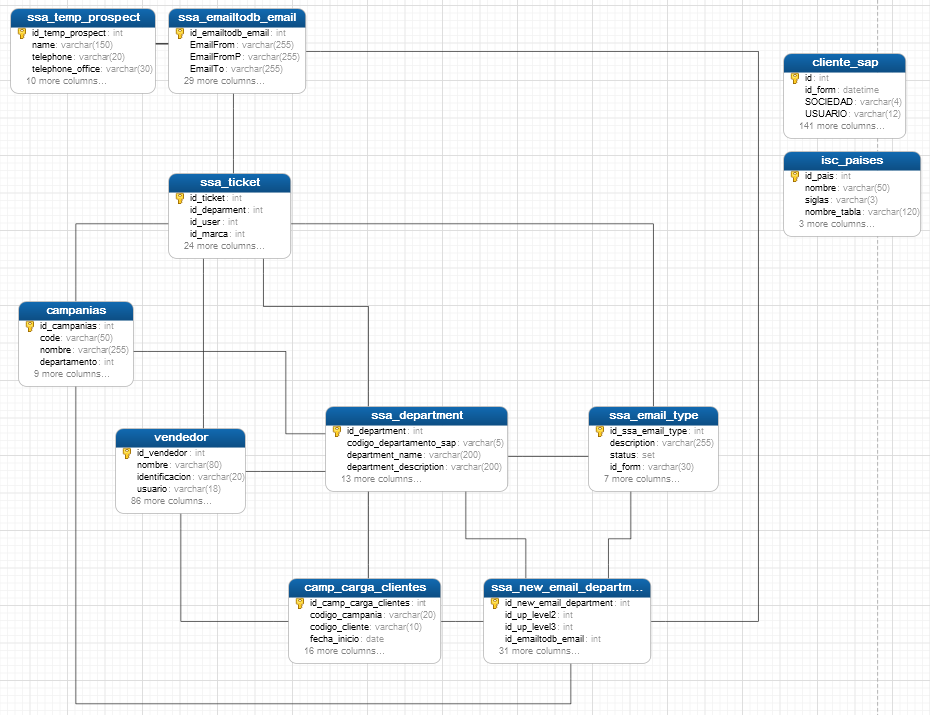 ssa_temp_prospect
id_temp_prospect: int
name: varchar(150)
telephone: varchar(20)
telephone_office: varchar(30)
10 more columns...
ssa_emailtodb_email
id_emailtodb_email: int
EmailFrom: varchar(255)
EmailFromP: varchar(255)
EmailTo: varchar(255)
29 more columns...
cliente_sap
id: int
id_form: datetime
SOCIEDAD: varchar(4)
USUARIO: varchar(12)
141 more columns...
isc_paises
id_pais: int
nombre: varchar(50)
siglas: varchar(3)
nombre_tabla: varchar(120)
3 more columns...
ssa_ticket
id_ticket: int
id_deparment: int
id_user: int
id_marca: int
24 more columns...
campanias
id_campanias: int
code: varchar(50)
nombre: varchar(255)
departamento: int
9 more columns...
vendedor
id_vendedor: int
nombre: varchar(80)
identificacion: varchar(20)
usuario: varchar(18)
86 more columns...
ssa_department
id_department: int
codigo_departamento_sap: varchar(5)
department_name: varchar(200)
department_description: varchar(200)
13 more columns...
ssa_email_type
id_ssa_email_type: int
description: varchar(255)
status: set
id_form: varchar(30)
7 more columns...
camp_carga_clientes
id_camp_carga_clientes: int
codigo_campania: varchar(20)
codigo_cliente: varchar(10)
fecha_inicio: date
16 more columns...
ssa_new_email_departm...
id_new_email_department: int
id_up_level2: int
id_up_level3: int
id_emailtodb_email: int
31 more columns...